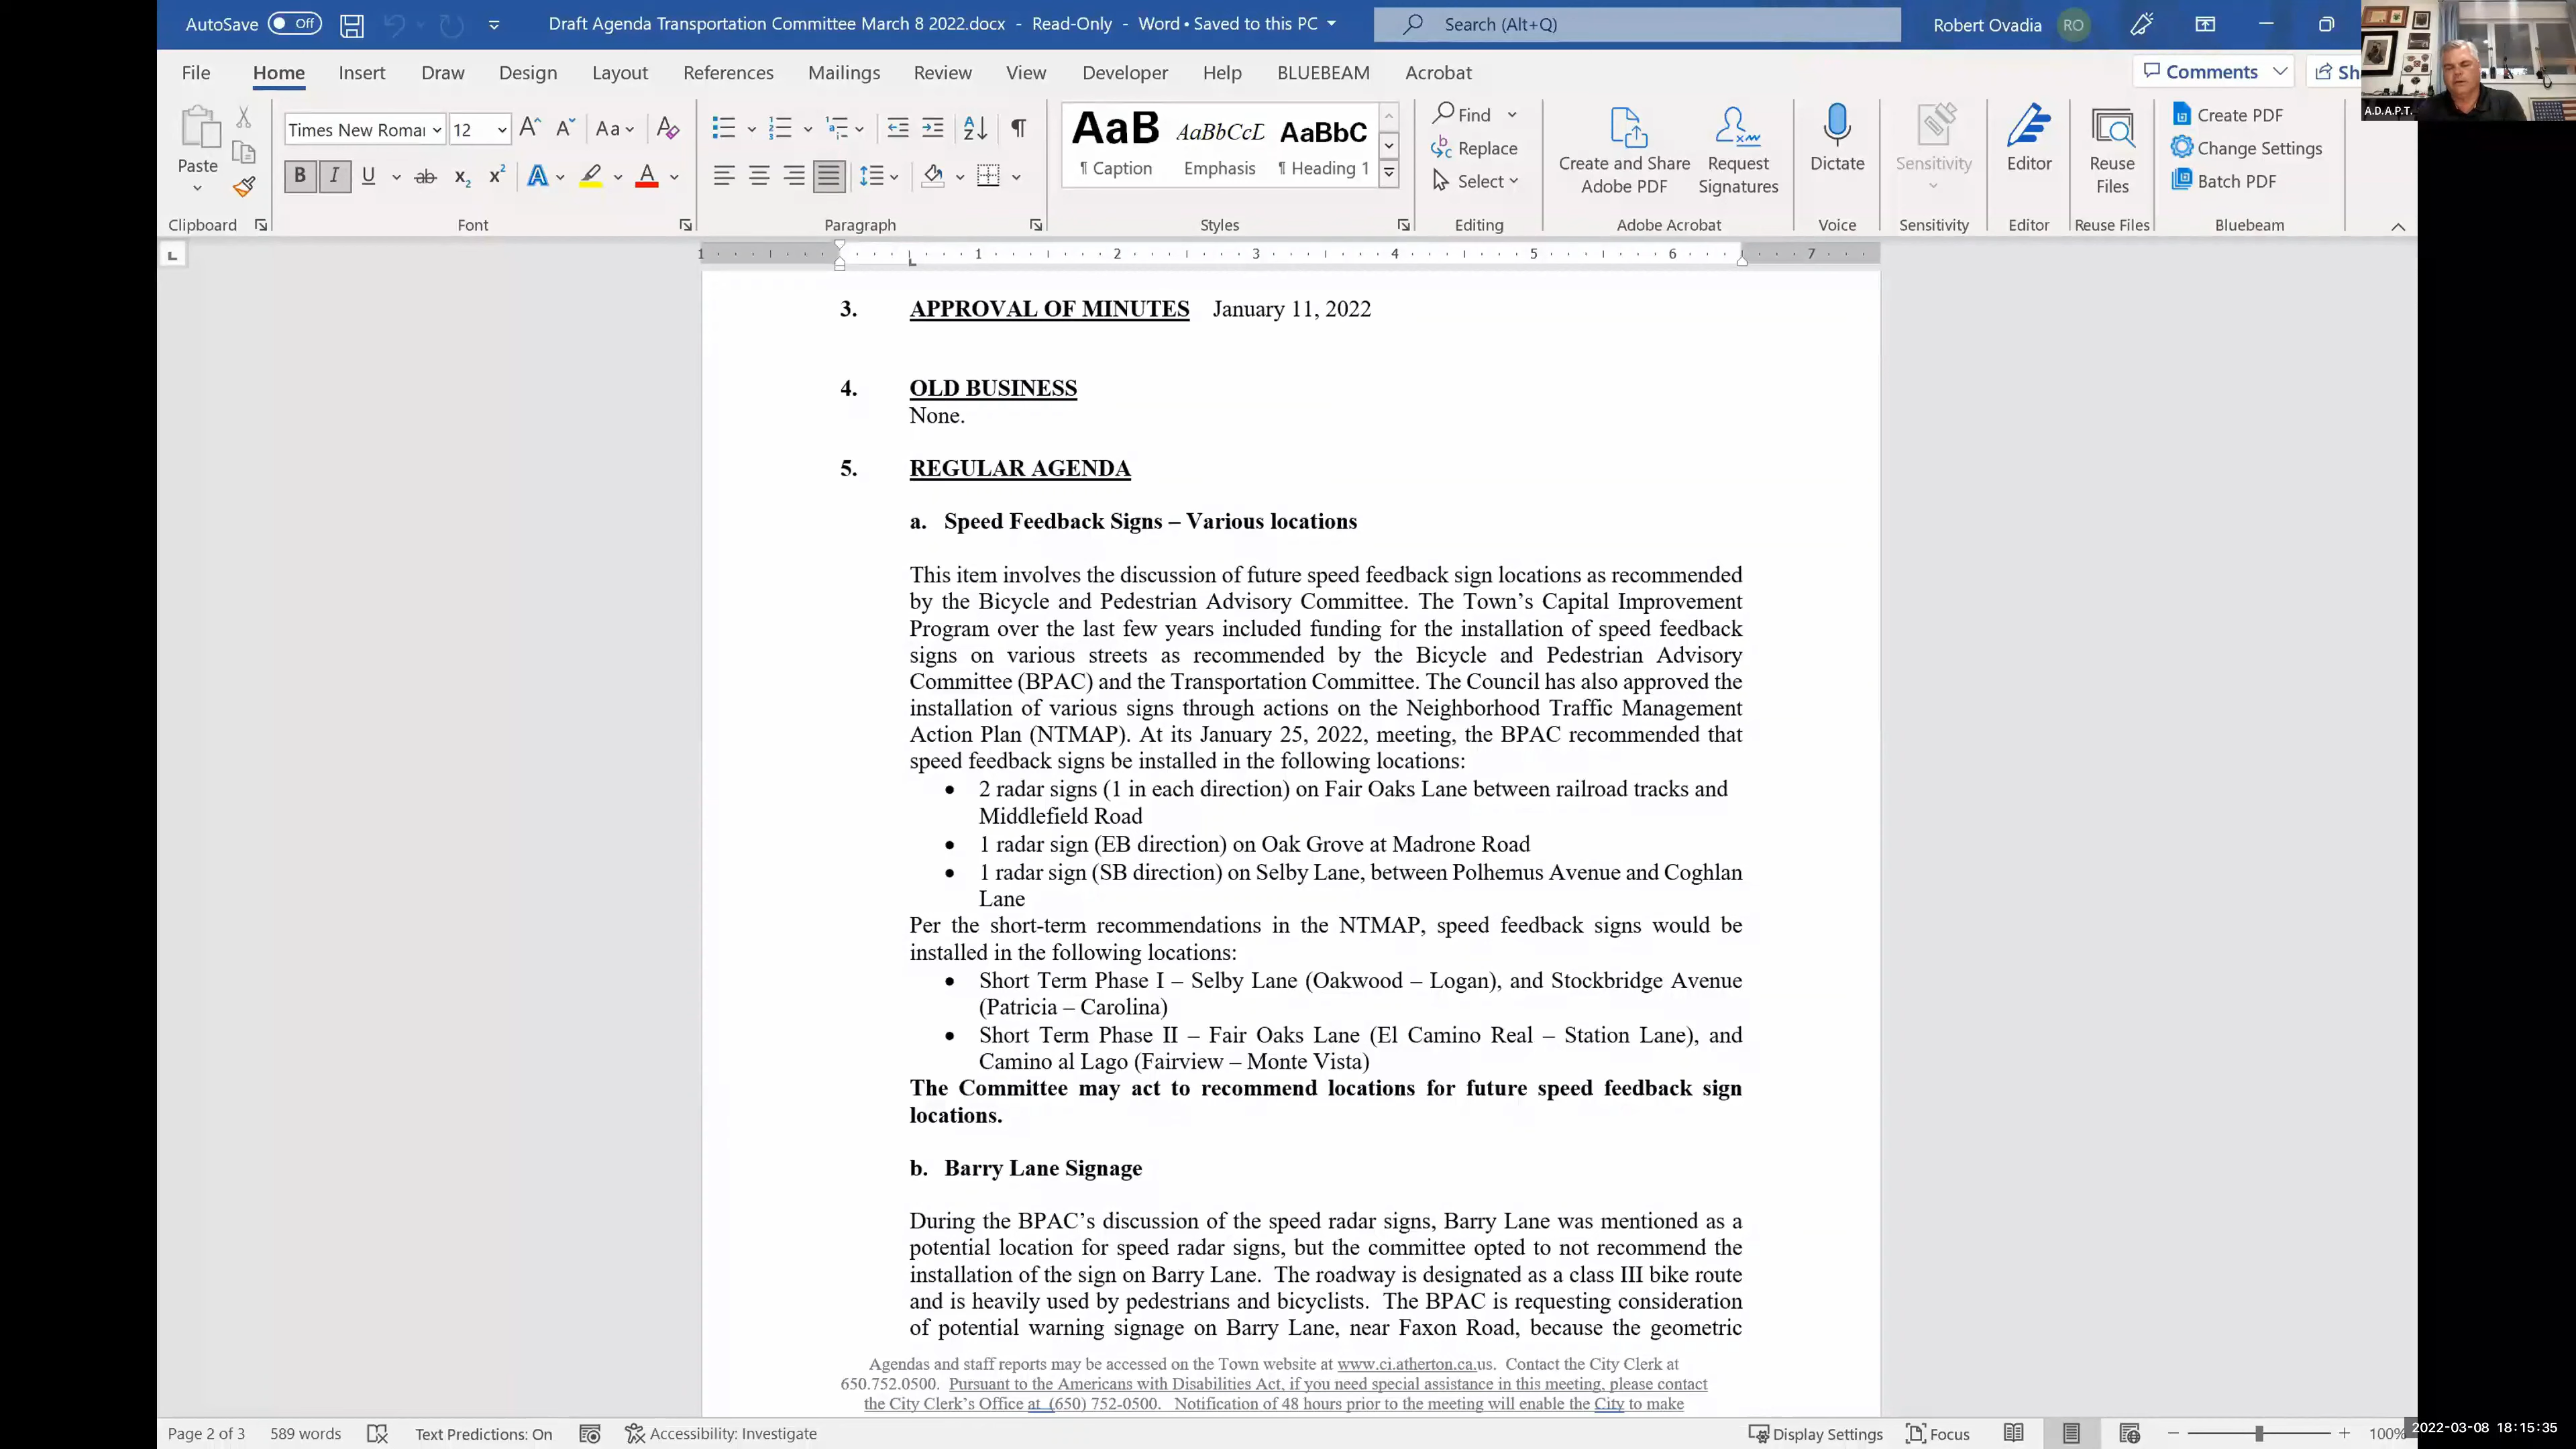 AutoSave Off Draft Agenda Transportation Committee March 8 2022.docx - Read-Only - Word • Saved to this PC Search (Alt+Q) Robert Ovadia RO
File Home Insert Draw Design Layout References Mailings Review View Developer Help BLUEBEAM Acrobat Comments Sh
A.D.A.P.T.
Paste
Times New Romar 12 Aa
AaB AaBbCcL AaBbC
¶ Caption Emphasis ¶ Heading 1
Find
Replace
Select
Create and Share
Adobe PDF
Request
Signatures
Dictate
Sensitivity
Editor
Reuse
Files
Create PDF
Change Settings
Batch PDF
Clipboard Font Paragraph Styles Editing Adobe Acrobat Voice Sensitivity Editor Reuse Files Bluebeam
1 1 2 3 4 5 6 7
3. APPROVAL OF MINUTES January 11, 2022
4. OLD BUSINESS
None.
5. REGULAR AGENDA
a. Speed Feedback Signs – Various locations
This item involves the discussion of future speed feedback sign locations as recommended
by the Bicycle and Pedestrian Advisory Committee. The Town’s Capital Improvement
Program over the last few years included funding for the installation of speed feedback
signs on various streets as recommended by the Bicycle and Pedestrian Advisory
Committee (BPAC) and the Transportation Committee. The Council has also approved the
installation of various signs through actions on the Neighborhood Traffic Management
Action Plan (NTMAP). At its January 25, 2022, meeting, the BPAC recommended that
speed feedback signs be installed in the following locations:
• 2 radar signs (1 in each direction) on Fair Oaks Lane between railroad tracks and
Middlefield Road
• 1 radar sign (EB direction) on Oak Grove at Madrone Road
• 1 radar sign (SB direction) on Selby Lane, between Polhemus Avenue and Coghlan
Lane
Per the short-term recommendations in the NTMAP, speed feedback signs would be
installed in the following locations:
• Short Term Phase I – Selby Lane (Oakwood – Logan), and Stockbridge Avenue
(Patricia – Carolina)
• Short Term Phase II – Fair Oaks Lane (El Camino Real – Station Lane), and
Camino al Lago (Fairview – Monte Vista)
The Committee may act to recommend locations for future speed feedback sign
locations.
b. Barry Lane Signage
During the BPAC’s discussion of the speed radar signs, Barry Lane was mentioned as a
potential location for speed radar signs, but the committee opted to not recommend the
installation of the sign on Barry Lane. The roadway is designated as a class III bike route
and is heavily used by pedestrians and bicyclists. The BPAC is requesting consideration
of potential warning signage on Barry Lane, near Faxon Road, because the geometric
Agendas and staff reports may be accessed on the Town website at www.ci.atherton.ca.us. Contact the City Clerk at
650.752.0500. Pursuant to the Americans with Disabilities Act, if you need special assistance in this meeting, please contact
the City Clerk’s Office at (650) 752-0500. Notification of 48 hours prior to the meeting will enable the City to make
Page 2 of 3 589 words Text Predictions: On Accessibility: Investigate Display Settings Focus 100% 2022-03-08 18:15:35